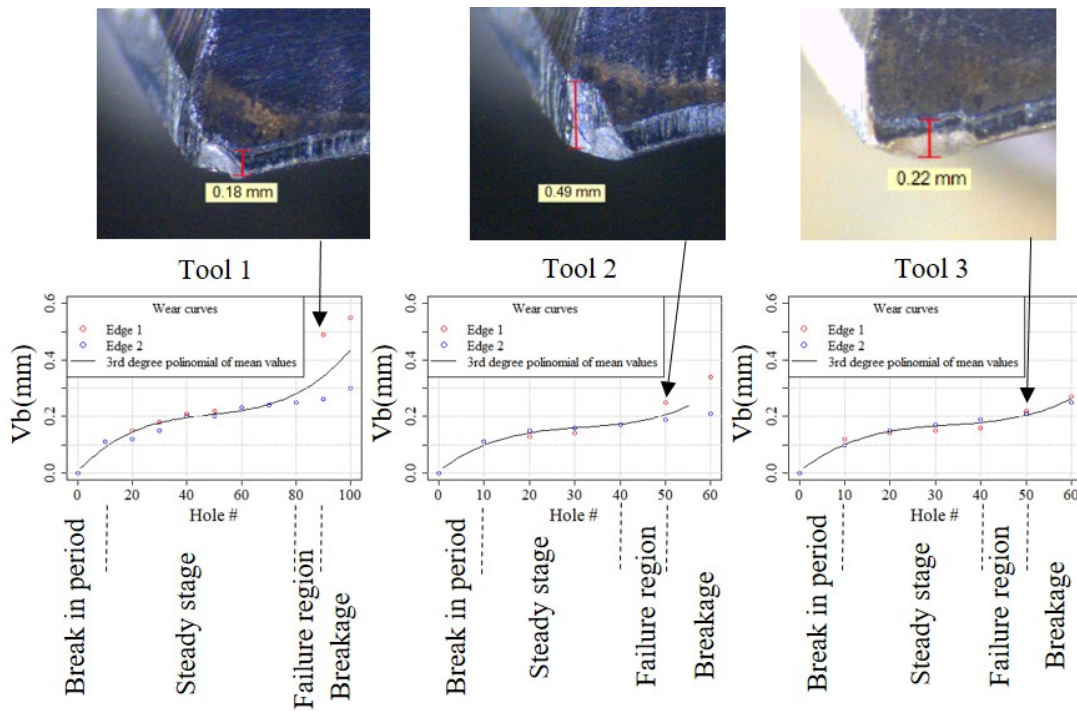 0.18 mm
0.49 mm
0.22 mm
Tool 1
Tool 2
Tool 3
Wear curves
Edge 1
Edge 2
3rd degree polinomial of mean values
Vb(mm)
0.0
0.2
0.4
0.6
0
20
40
60
80
100
Hole #
Wear curves
Edge 1
Edge 2
3rd degree polinomial of mean values
Vb(mm)
0.0
0.2
0.4
0.6
0
10
20
30
40
50
60
Hole #
Wear curves
Edge 1
Edge 2
3rd degree polinomial of mean values
Vb(mm)
0.0
0.2
0.4
0.6
0
10
20
30
40
50
60
Hole #
Break in period
Steady stage
Failure region
Breakage
Break in period
Steady stage
Failure region
Breakage
Break in period
Steady stage
Failure region
Breakage